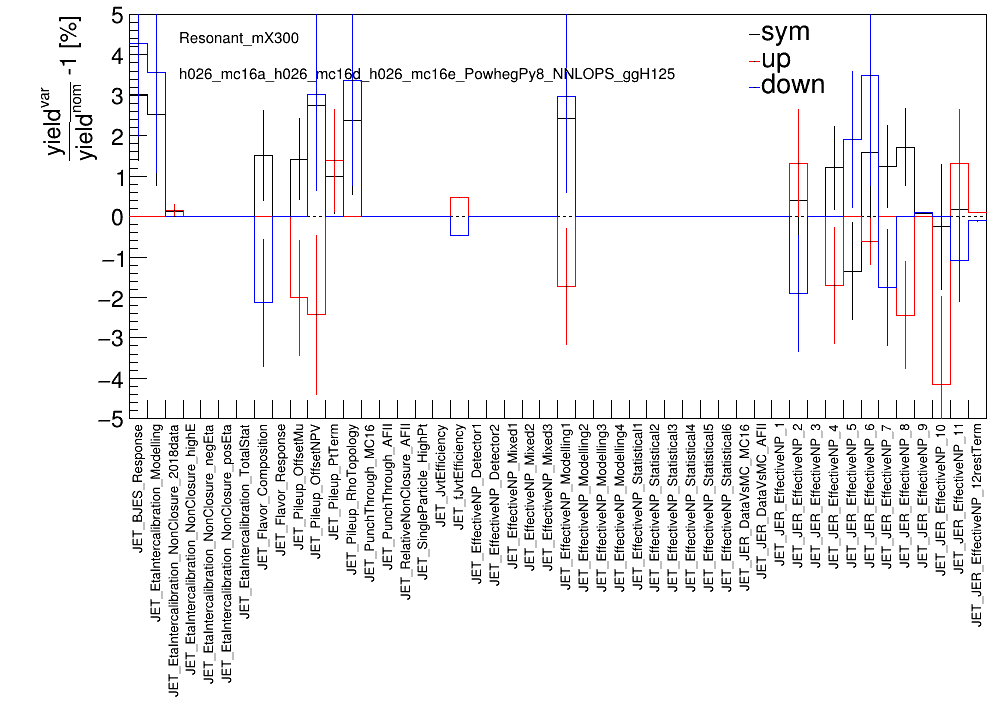 yield^var / yield^nom -1 [%]
Resonant_mX300
h026_mc16a_h026_mc16d_h026_mc16e_PowhegPy8_NNLOPS_ggH125
–sym
–up
–down
5
4
3
2
1
0
−1
−2
−3
−4
−5
JET_BJES_Response
JET_EtaIntercalibration_Modelling
JET_EtaIntercalibration_NonClosure_2018data
JET_EtaIntercalibration_NonClosure_highE
JET_EtaIntercalibration_NonClosure_negEta
JET_EtaIntercalibration_NonClosure_posEta
JET_EtaIntercalibration_TotalStat
JET_Flavor_Composition
JET_Flavor_Response
JET_Pileup_OffsetMu
JET_Pileup_OffsetNPV
JET_Pileup_PtTerm
JET_Pileup_RhoTopology
JET_PunchThrough_MC16
JET_PunchThrough_AFII
JET_RelativeNonClosure_AFII
JET_SingleParticle_HighPt
JET_JvtEfficiency
JET_fJvtEfficiency
JET_EffectiveNP_Detector1
JET_EffectiveNP_Detector2
JET_EffectiveNP_Mixed1
JET_EffectiveNP_Mixed2
JET_EffectiveNP_Mixed3
JET_EffectiveNP_Modelling1
JET_EffectiveNP_Modelling2
JET_EffectiveNP_Modelling3
JET_EffectiveNP_Modelling4
JET_EffectiveNP_Statistical1
JET_EffectiveNP_Statistical2
JET_EffectiveNP_Statistical3
JET_EffectiveNP_Statistical4
JET_EffectiveNP_Statistical5
JET_EffectiveNP_Statistical6
JET_JER_DataVsMC_MC16
JET_JER_DataVsMC_AFII
JET_JER_EffectiveNP_1
JET_JER_EffectiveNP_2
JET_JER_EffectiveNP_3
JET_JER_EffectiveNP_4
JET_JER_EffectiveNP_5
JET_JER_EffectiveNP_6
JET_JER_EffectiveNP_7
JET_JER_EffectiveNP_8
JET_JER_EffectiveNP_9
JET_JER_EffectiveNP_10
JET_JER_EffectiveNP_11
JET_JER_EffectiveNP_12restTerm